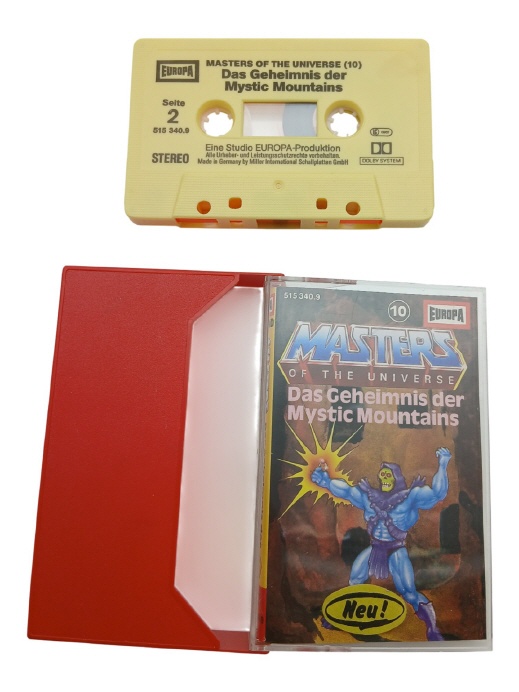 EUROPA
MASTERS OF THE UNIVERSE (10)
Das Geheimnis der
Mystic Mountains
Seite
2
515 340.9
STEREO
Eine Studio EUROPA-Produktion
Alle Urheber- und Leistungsschutzrechte vorbehalten.
Made in Germany by Miller International Schallplatten GmbH
DOLBY SYSTEM
515 340.9
10
EUROPA
MASTERS
OF THE UNIVERSE
Das Geheimnis der
Mystic Mountains
Neu!